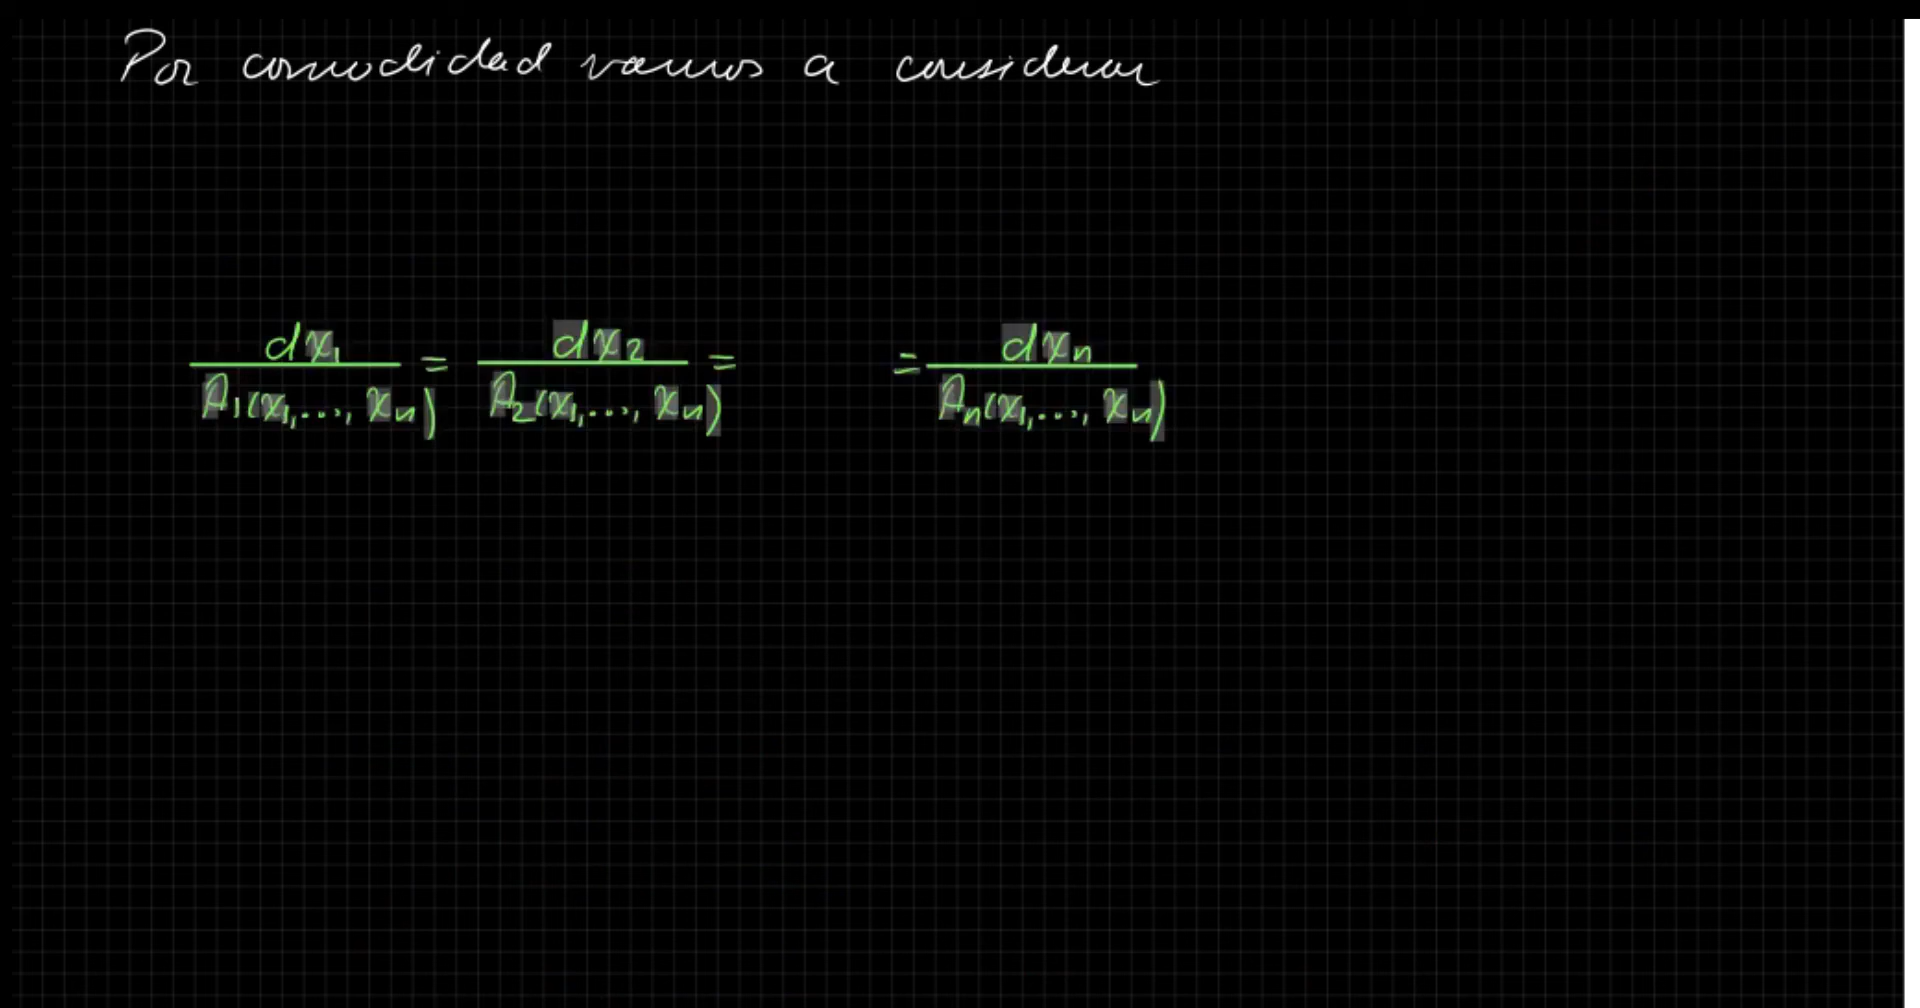 Por comodidad vamos a considerar
dx₁/A₁(x₁,..., xₙ) = dx₂/A₂(x₁,..., xₙ) = = dxₙ/Aₙ(x₁,..., xₙ)